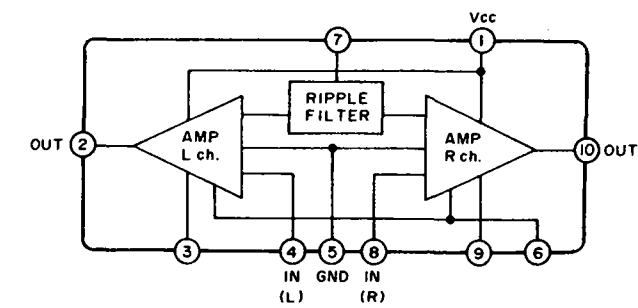 Vcc
7
1
RIPPLE
FILTER
AMP
L ch.
AMP
R ch.
OUT 2
10 OUT
3
4
5
8
9
6
IN
GND
IN
(L)
(R)